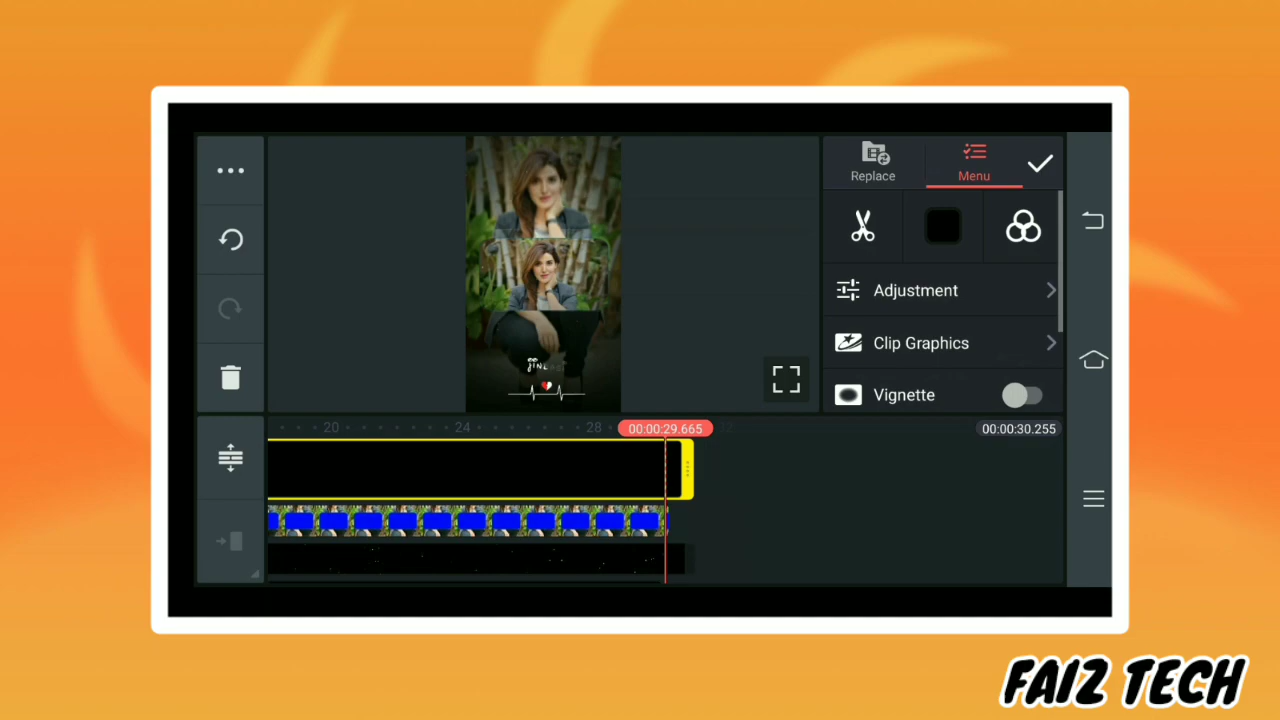 Replace
Menu
Adjustment
Clip Graphics
Vignette
20
24
28
00:00:29.665
32
00:00:30.255
FAIZ TECH